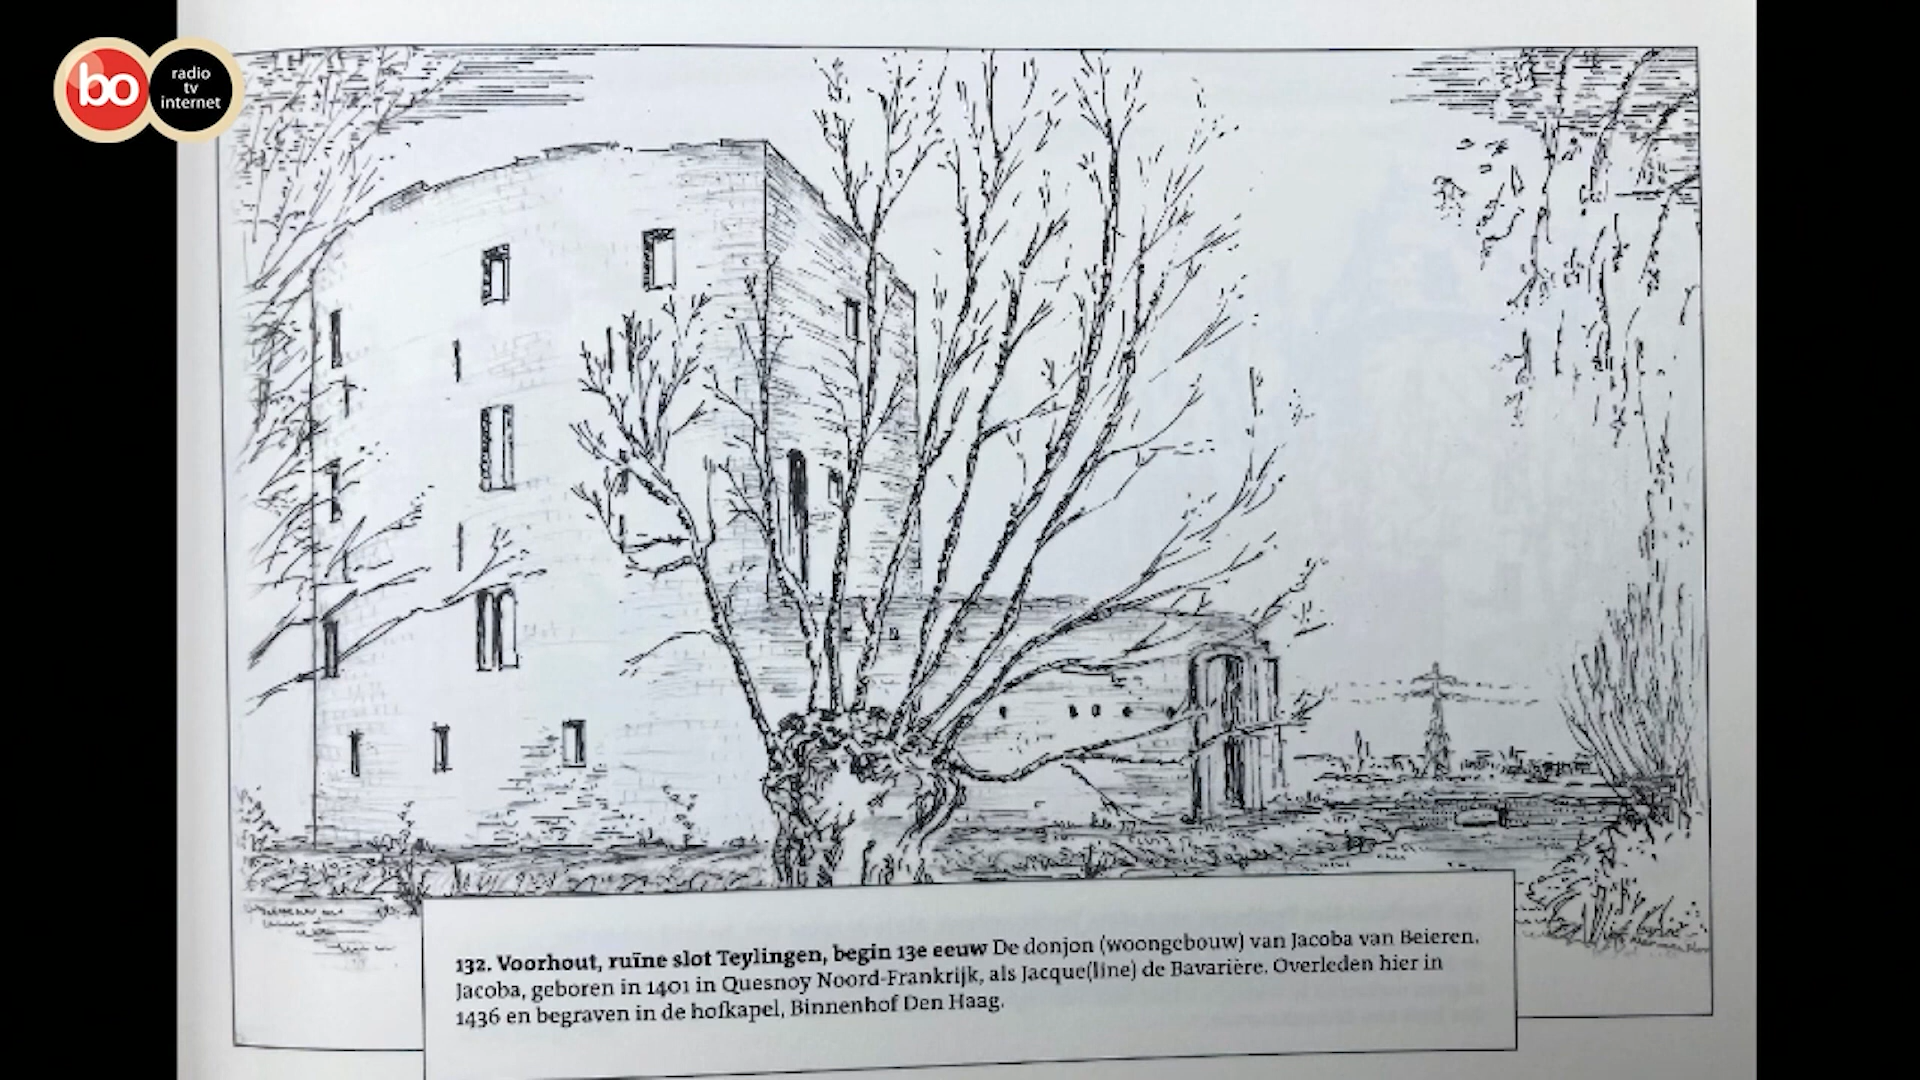 bo
radio
tv
internet
132. Voorhout, ruïne slot Teylingen, begin 13e eeuw De donjon (woongebouw) van Jacoba van Beieren.
Jacoba, geboren in 1401 in Quesnoy Noord-Frankrijk, als Jacque(line) de Bavarière. Overleden hier in
1436 en begraven in de hofkapel, Binnenhof Den Haag.